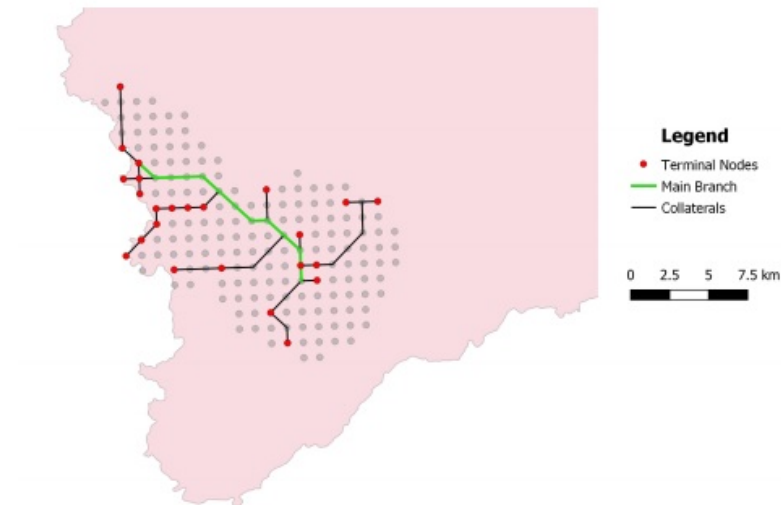 Legend
Terminal Nodes
Main Branch
Collaterals
0 2.5 5 7.5 km